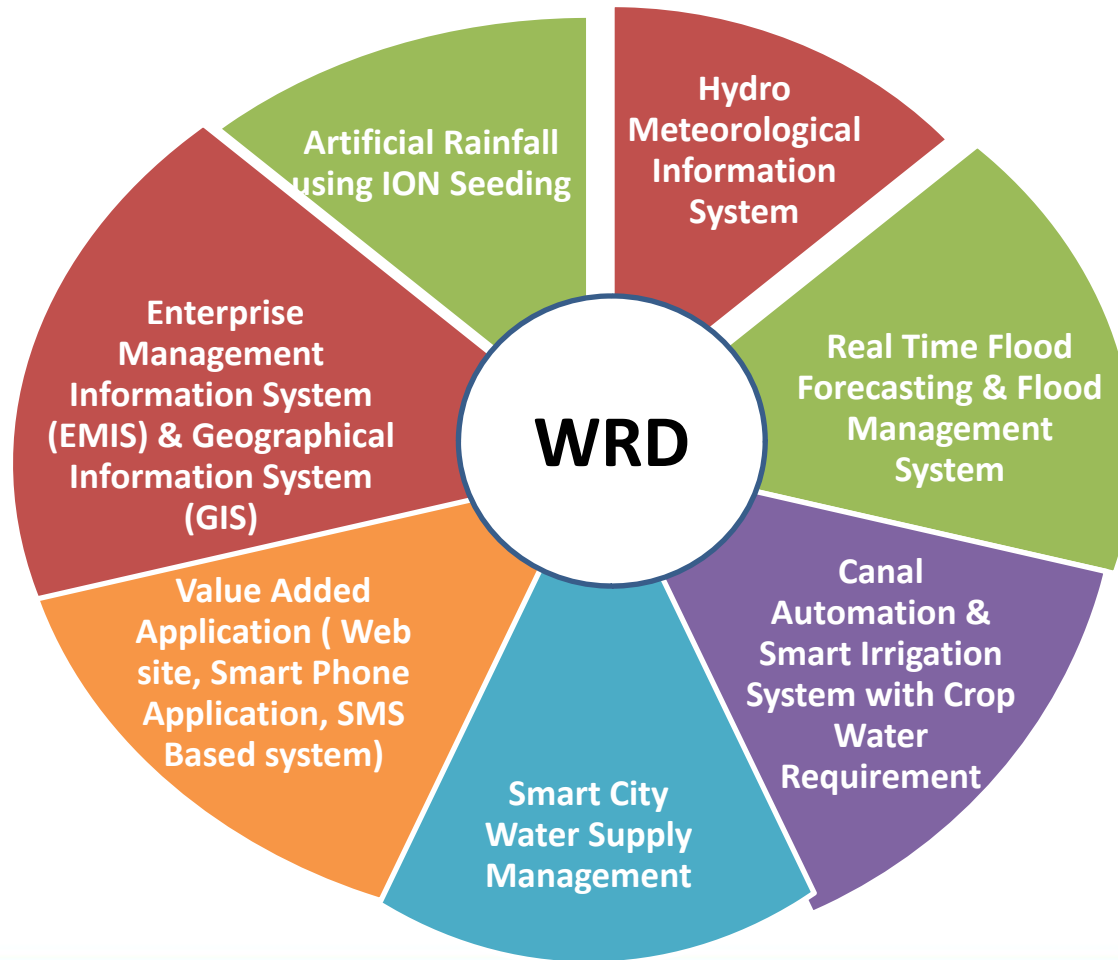 Hydro
Meteorological
Information
System
Real Time Flood
Forecasting & Flood
Management
System
Canal
Automation &
Smart Irrigation
System with Crop
Water
Requirement
Smart City
Water Supply
Management
Value Added
Application ( Web
site, Smart Phone
Application, SMS
Based system)
Enterprise
Management
Information System
(EMIS) & Geographical
Information System
(GIS)
Artificial Rainfall
using ION Seeding
WRD